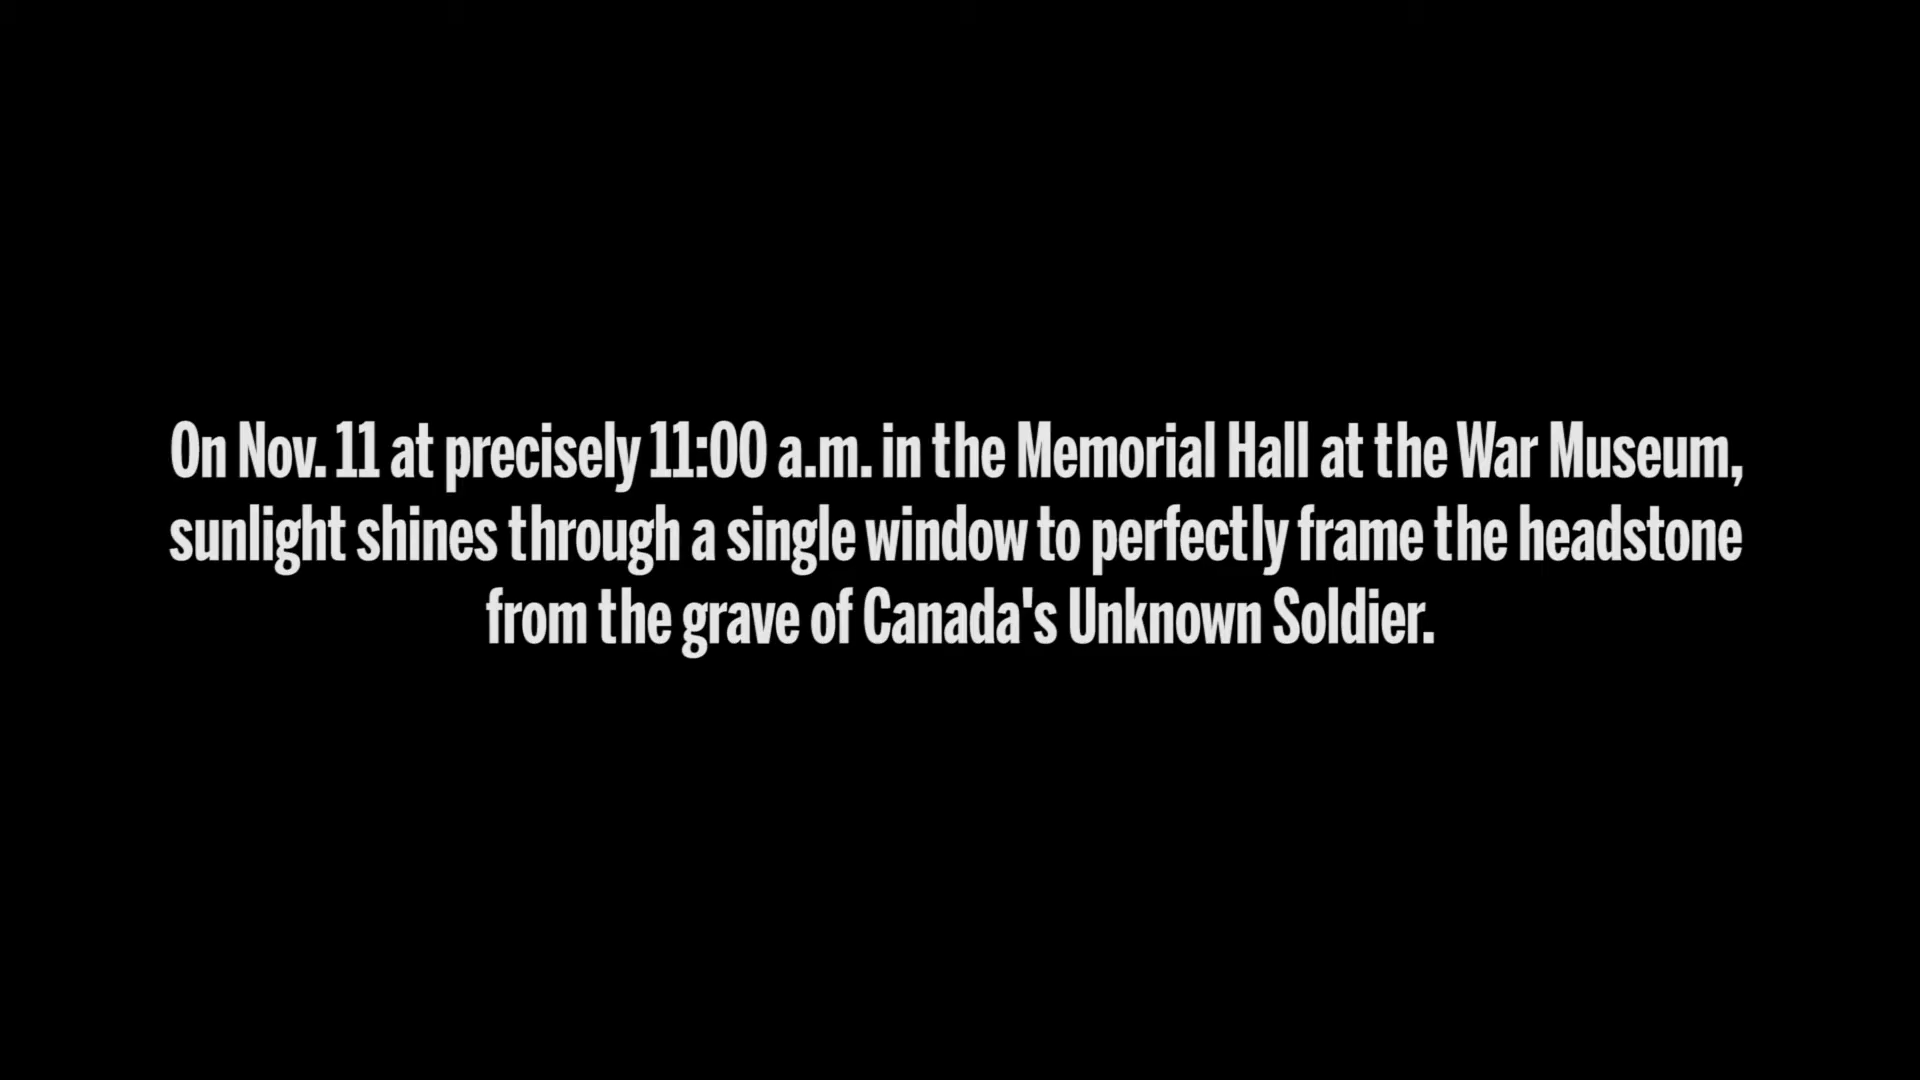 On Nov. 11 at precisely 11:00 a.m. in the Memorial Hall at the War Museum,
sunlight shines through a single window to perfectly frame the headstone
from the grave of Canada's Unknown Soldier.